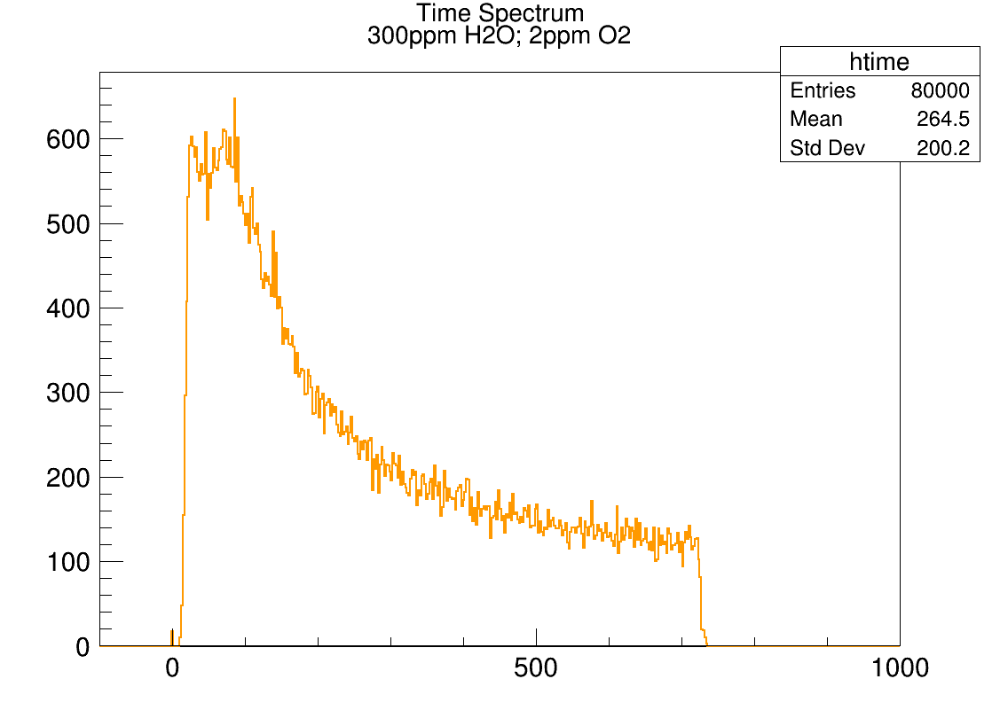 Time Spectrum
300ppm H2O; 2ppm O2
htime
Entries 80000
Mean 264.5
Std Dev 200.2
600
500
400
300
200
100
0
0 500 1000